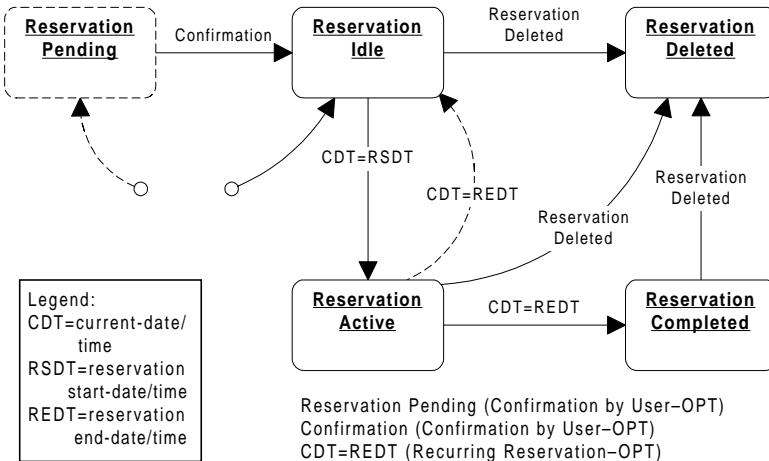 Reservation
Pending
Confirmation
Reservation
Idle
Reservation
Deleted
Reservation
Deleted
CDT=RSDT
CDT=REDT
Reservation
Deleted
Reservation
Deleted
Reservation
Active
CDT=REDT
Reservation
Completed
Legend:
CDT=current-date/
time
RSDT=reservation
start-date/time
REDT=reservation
end-date/time
Reservation Pending (Confirmation by User–OPT)
Confirmation (Confirmation by User–OPT)
CDT=REDT (Recurring Reservation–OPT)